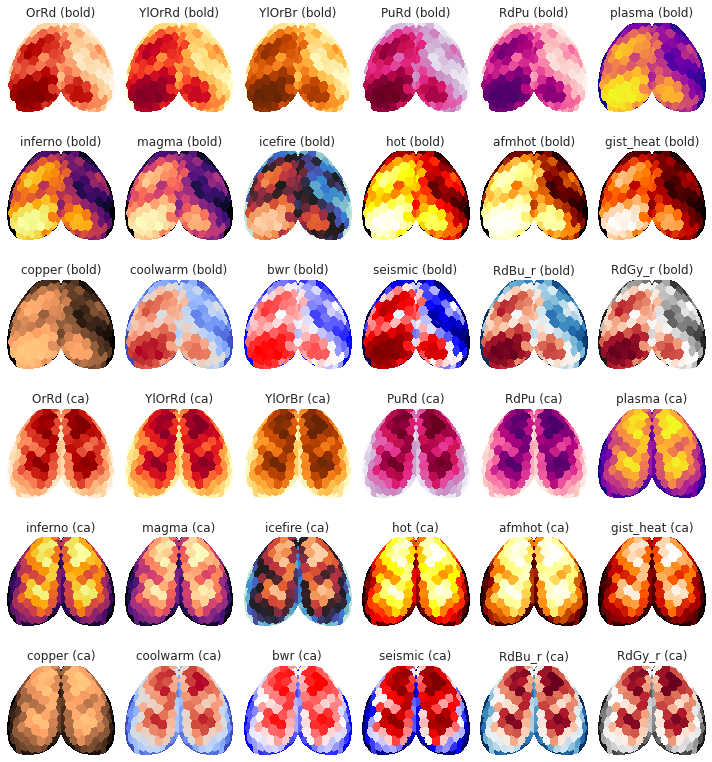 OrRd (bold) YlOrRd (bold) YlOrBr (bold) PuRd (bold) RdPu (bold) plasma (bold)
inferno (bold) magma (bold) icefire (bold) hot (bold) afmhot (bold) gist_heat (bold)
copper (bold) coolwarm (bold) bwr (bold) seismic (bold) RdBu_r (bold) RdGy_r (bold)
OrRd (ca) YlOrRd (ca) YlOrBr (ca) PuRd (ca) RdPu (ca) plasma (ca)
inferno (ca) magma (ca) icefire (ca) hot (ca) afmhot (ca) gist_heat (ca)
copper (ca) coolwarm (ca) bwr (ca) seismic (ca) RdBu_r (ca) RdGy_r (ca)